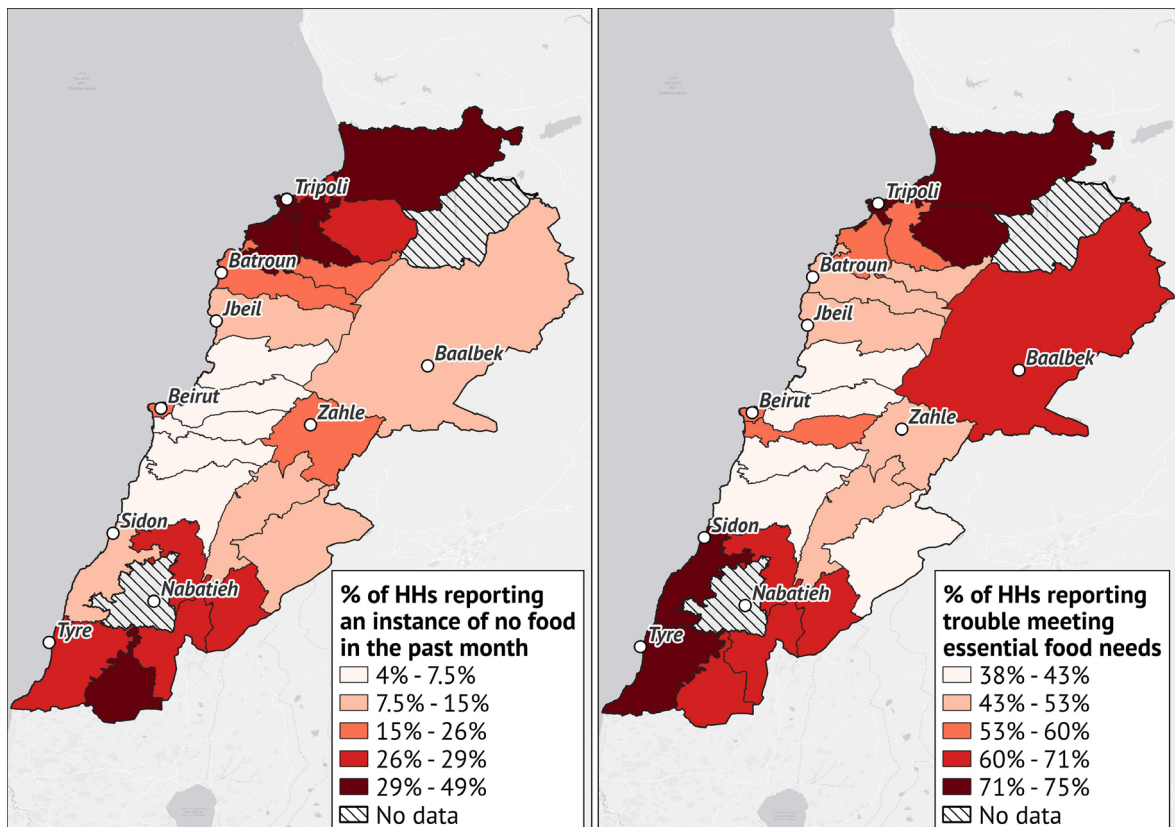 Tripoli
Batroun
Jbeil
Baalbek
Beirut
Zahle
Sidon
Nabatieh
Tyre
% of HHs reporting
an instance of no food
in the past month
4% - 7.5%
7.5% - 15%
15% - 26%
26% - 29%
29% - 49%
No data
Tripoli
Batroun
Jbeil
Baalbek
Beirut
Zahle
Sidon
Nabatieh
Tyre
% of HHs reporting
trouble meeting
essential food needs
38% - 43%
43% - 53%
53% - 60%
60% - 71%
71% - 75%
No data